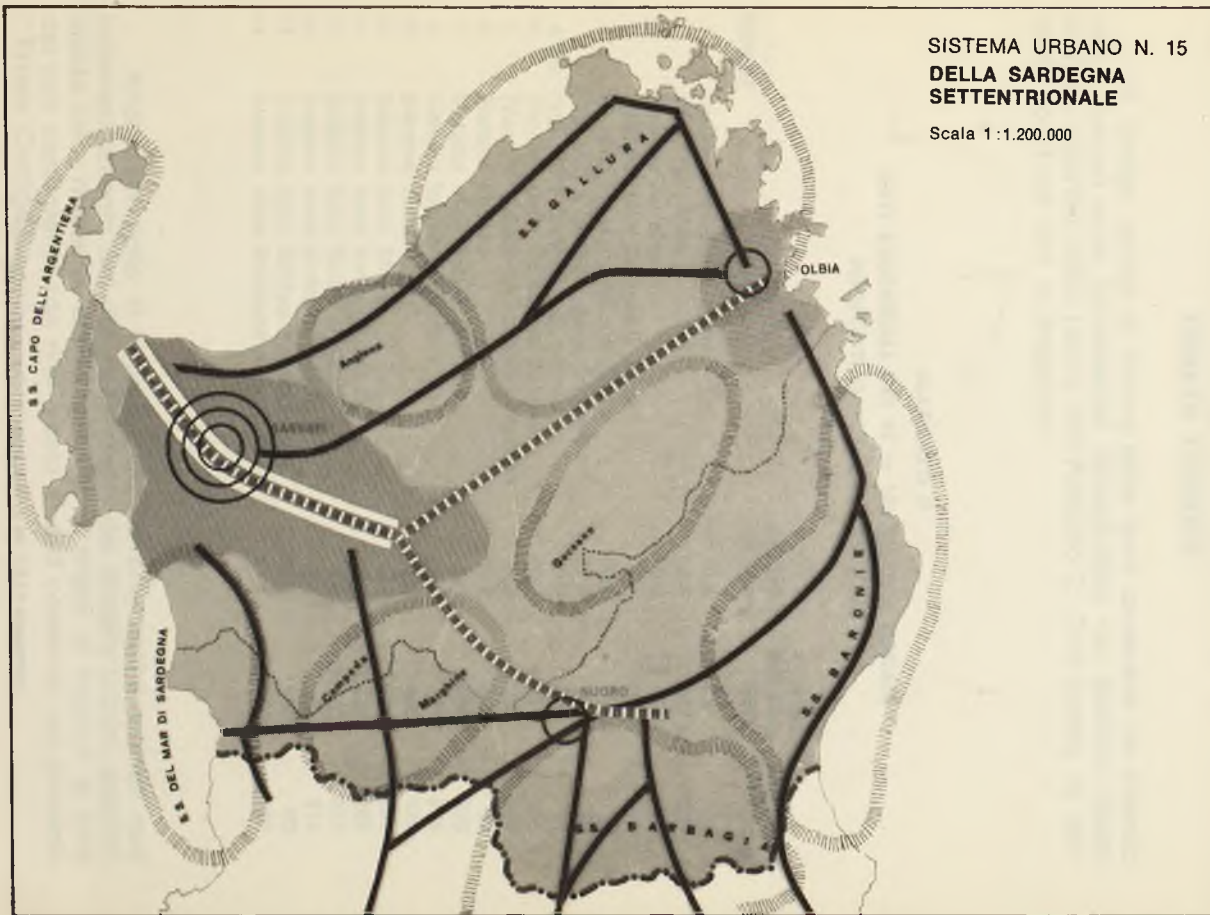 SISTEMA URBANO N. 15
DELLA SARDEGNA
SETTENTRIONALE
Scala 1:1.200.000
S.S. GALLURA
S.S. CAPO DELL'ARGENTIERA
OLBIA
Anglona
SASSARI
Goceano
S.S. BARONIE
S.S. DEL MAR DI SARDEGNA
Campeda
Marghine
NUORO
S.S. BARBAGIA